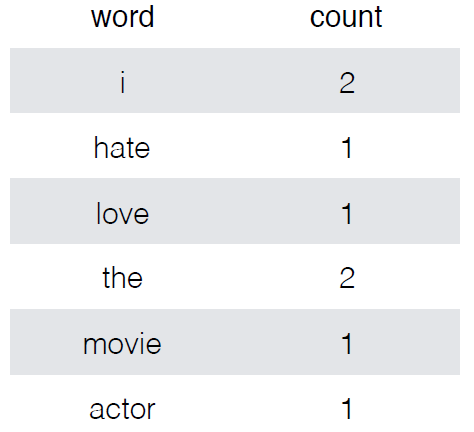 word count
i 2
hate 1
love 1
the 2
movie 1
actor 1